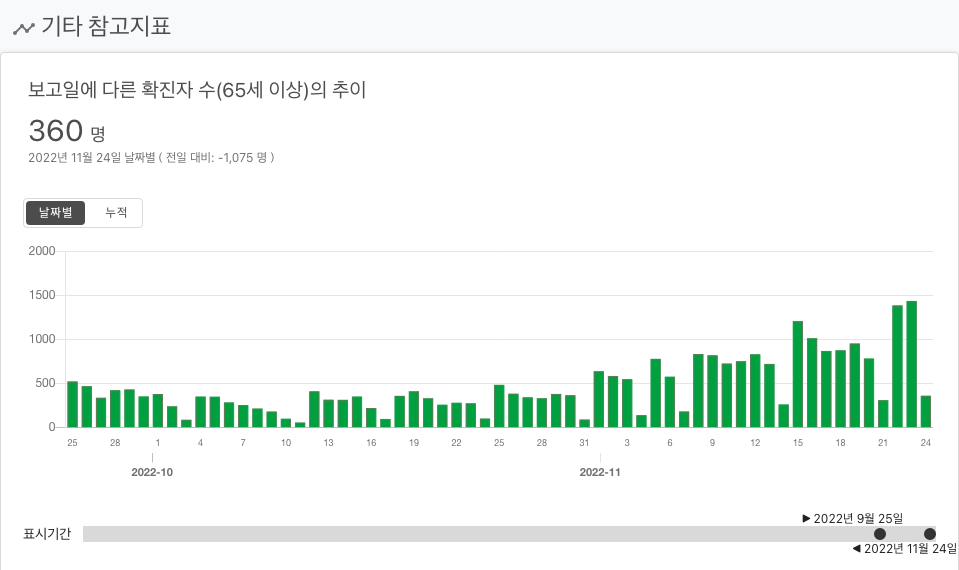 기타 참고지표
보고일에 다른 확진자 수(65세 이상)의 추이
360 명
2022년 11월 24일 날짜별 ( 전일 대비: -1,075 명 )
날짜별 누적
2000
1500
1000
500
0
25 28 1 4 7 10 13 16 19 22 25 28 31 3 6 9 12 15 18 21 24
2022-10 2022-11
▶ 2022년 9월 25일
표시기간
◀ 2022년 11월 24일